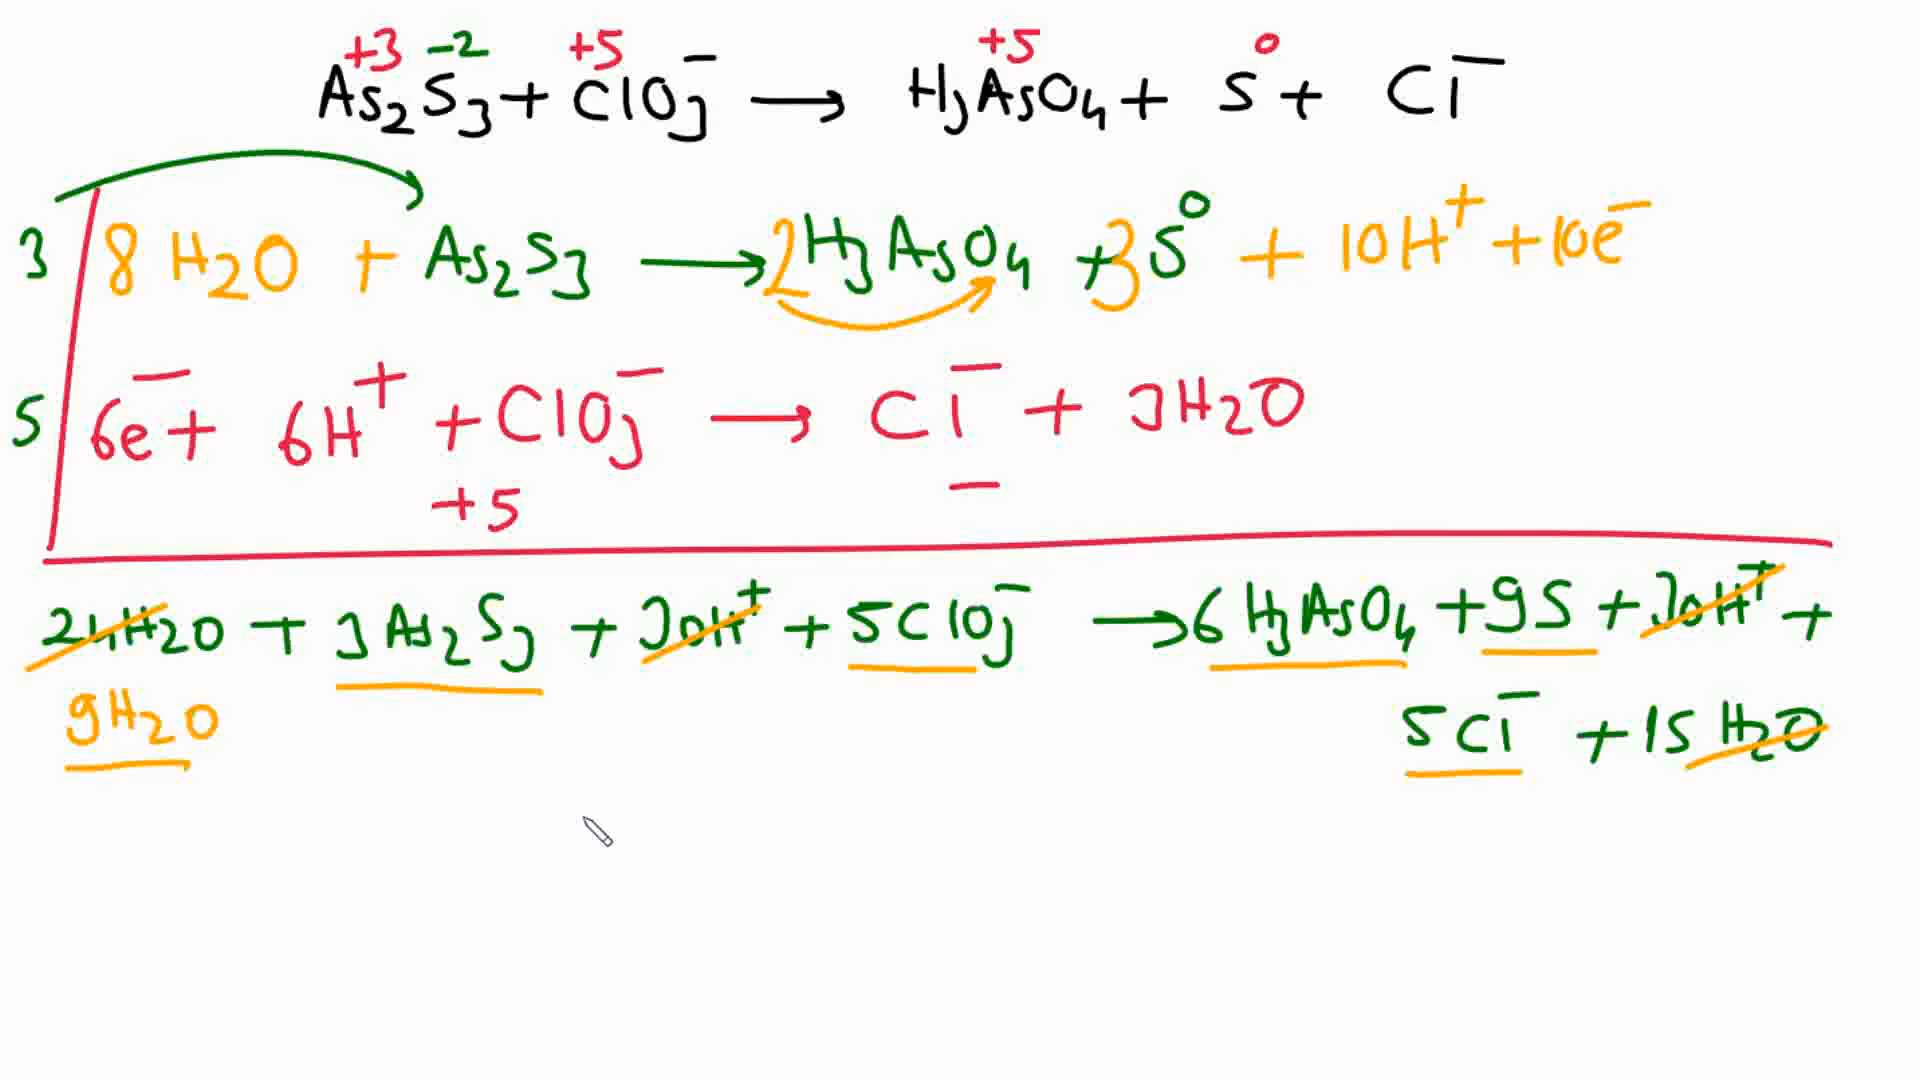 +3 -2 +5 +5 0
As₂S₃ + ClO₃⁻ → H₃AsO₄ + S + Cl⁻
3 8 H₂O + As₂S₃ → 2H₃AsO₄ + 3S⁰ + 10H⁺ + 10e⁻
5 6e⁻ + 6H⁺ + ClO₃⁻ → Cl⁻ + 3H₂O
+5 −
24H₂O + 3As₂S₃ + 30H⁺ + 5ClO₃⁻ → 6H₃AsO₄ + 9S + 30H⁺ +
9H₂O 5Cl⁻ + 15H₂O